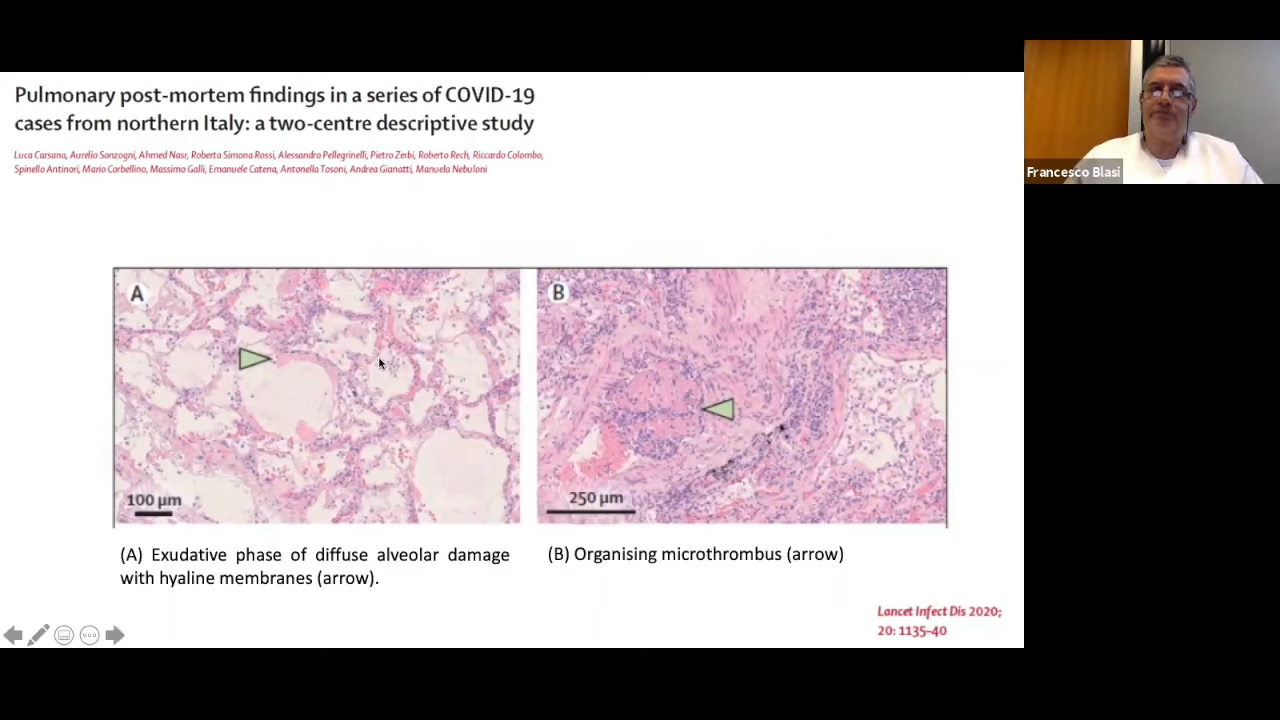 Pulmonary post-mortem findings in a series of COVID-19
cases from northern Italy: a two-centre descriptive study
Luca Carsana, Aurelio Sonzogni, Ahmed Nasr, Roberta Simona Rossi, Alessandro Pellegrinelli, Pietro Zerbi, Roberto Rech, Riccardo Colombo,
Spinello Antinori, Mario Corbellino, Massimo Galli, Emanuele Catena, Antonella Tosoni, Andrea Gianatti, Manuela Nebuloni
Francesco Blasi
A
B
100 µm
250 µm
(A) Exudative phase of diffuse alveolar damage
with hyaline membranes (arrow).
(B) Organising microthrombus (arrow)
Lancet Infect Dis 2020;
20: 1135–40